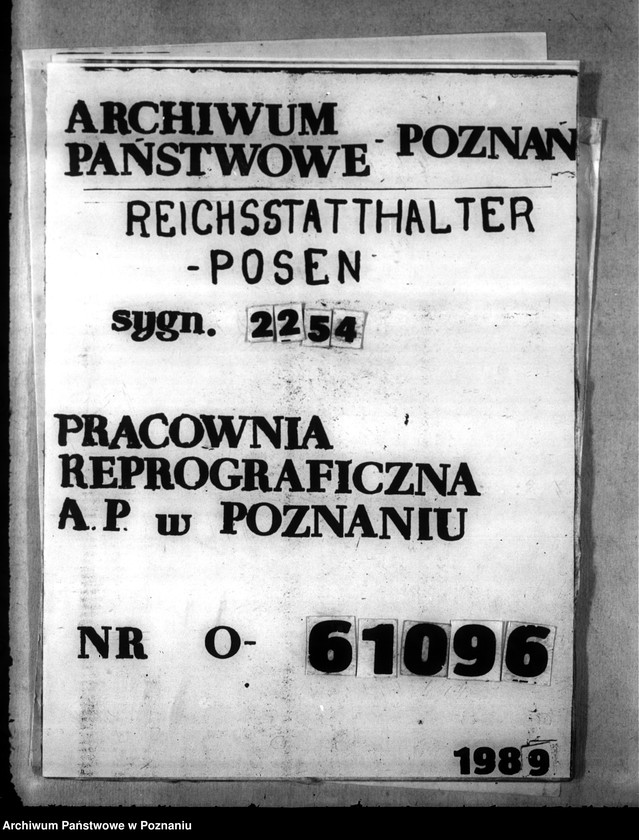 ARCHIWUM
PAŃSTWOWE - POZNAŃ
REICHSSTATTHALTER
-POSEN
sygn. 2254
PRACOWNIA
REPROGRAFICZNA
A.P. w POZNANIU
NR O- 61096
1989
Archiwum Państwowe w Poznaniu